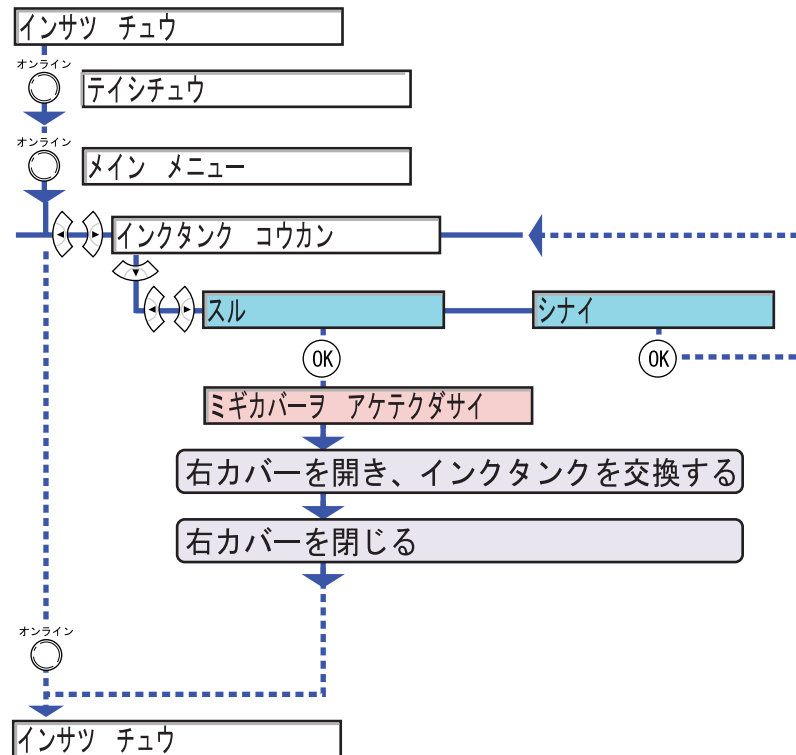 インサツ　チュウ
オンライン
テイシチュウ
オンライン
メイン　メニュー
インクタンク　コウカン
スル
シナイ
OK
OK
ミギカバーヲ　アケテクダサイ
右カバーを開き、インクタンクを交換する
右カバーを閉じる
オンライン
インサツ　チュウ